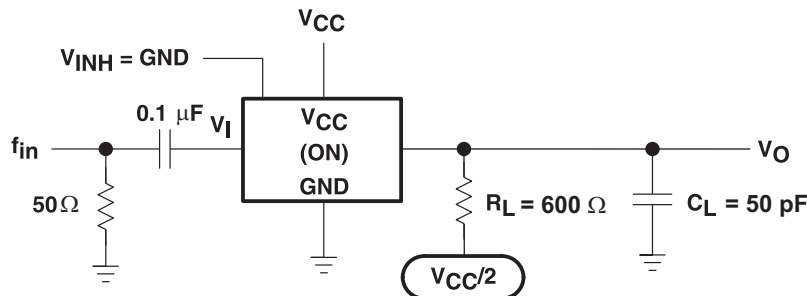 VCC
VINH = GND
0.1 μF
VI
VCC
(ON)
GND
fin
VO
50Ω
RL = 600 Ω
CL = 50 pF
VCC/2